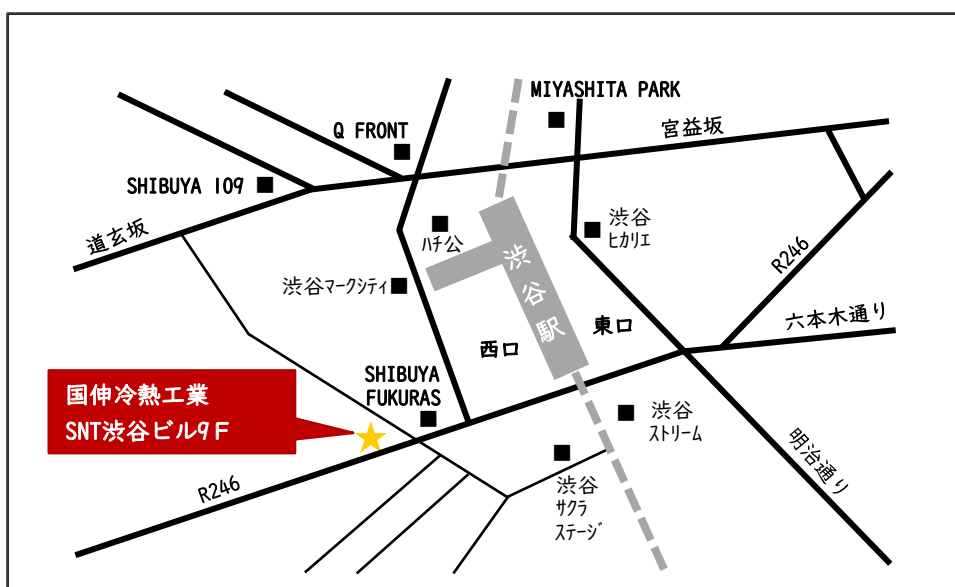 MIYASHITA PARK
宮益坂
Q FRONT
SHIBUYA 109
道玄坂
ハチ公
渋谷
ヒカリエ
渋谷駅
R246
渋谷マークシティ
東口
西口
六本木通り
SHIBUYA
FUKURAS
国伸冷熱工業
SNT渋谷ビル9F
渋谷
ストリーム
明治通り
R246
渋谷
サクラ
ステージ